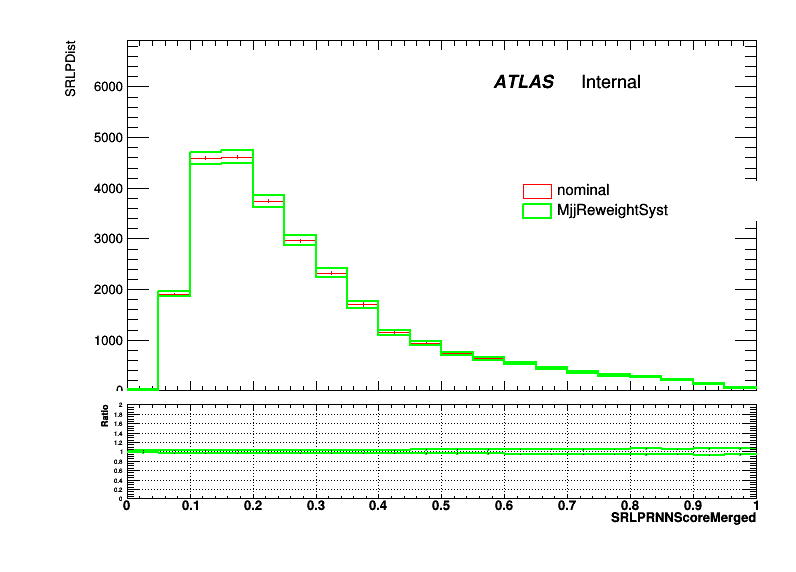 SRLPDist
ATLAS Internal
6000
5000
4000
3000
2000
1000
0
nominal
MjjReweightSyst
Ratio
2
1.8
1.6
1.4
1.2
1
0.8
0.6
0.4
0.2
0
0 0.1 0.2 0.3 0.4 0.5 0.6 0.7 0.8 0.9 1
SRLPRNNScoreMerged